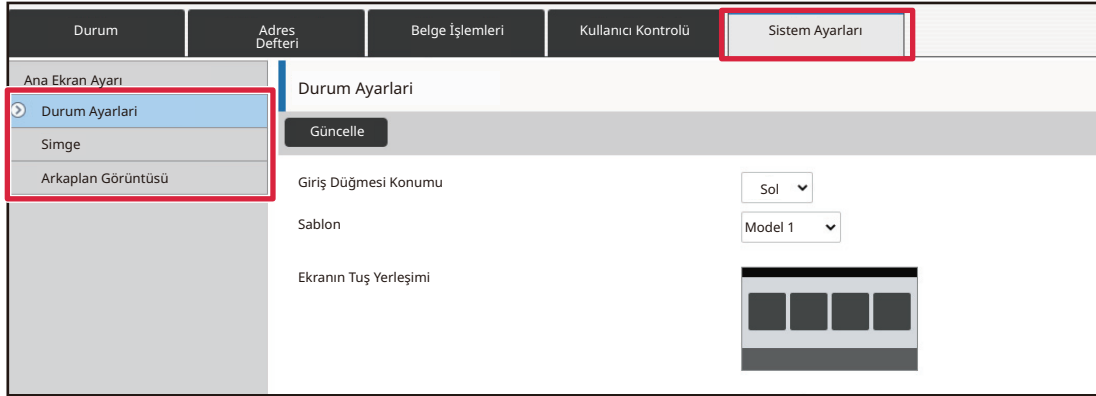 Durum
Adres
Defteri
Belge İşlemleri
Kullanıcı Kontrolü
Sistem Ayarları
Ana Ekran Ayarı
Durum Ayarlari
Simge
Arkaplan Görüntüsü
Durum Ayarlari
Güncelle
Giriş Düğmesi Konumu
Sol
Sablon
Model 1
Ekranın Tuş Yerleşimi